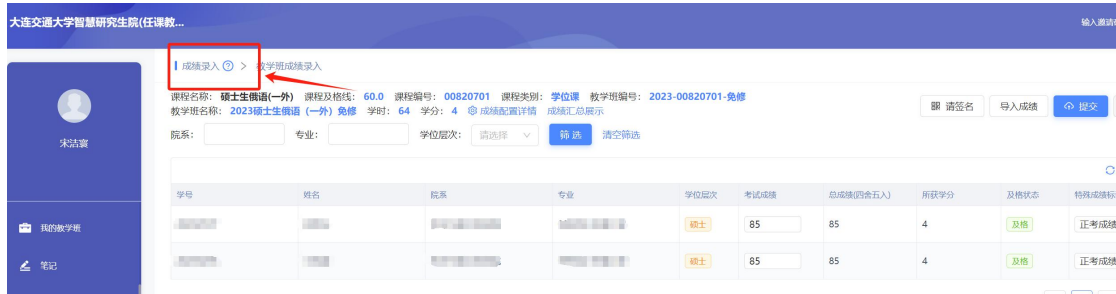 大连交通大学智慧研究生院(任课教...
输入邀请
成绩录入 > 教学班成绩录入
课程名称： 硕士生俄语(一外) 课程及格线： 60.0 课程编号： 00820701 课程类别： 学位课 教学班编号： 2023-00820701-免修
教学班名称： 2023硕士生俄语（一外）免修 学时： 64 学分： 4 成绩配置详情 成绩汇总展示
请签名 导入成绩 提交
院系： 专业： 学位层次： 请选择 筛 选 清空筛选
宋洁寰
学号 姓名 院系 专业 学位层次 考试成绩 总成绩(四舍五入) 所获学分 及格状态 特殊成绩标
硕士 85 85 4 及格 正考成绩
硕士 85 85 4 及格 正考成绩
我的教学班
笔记